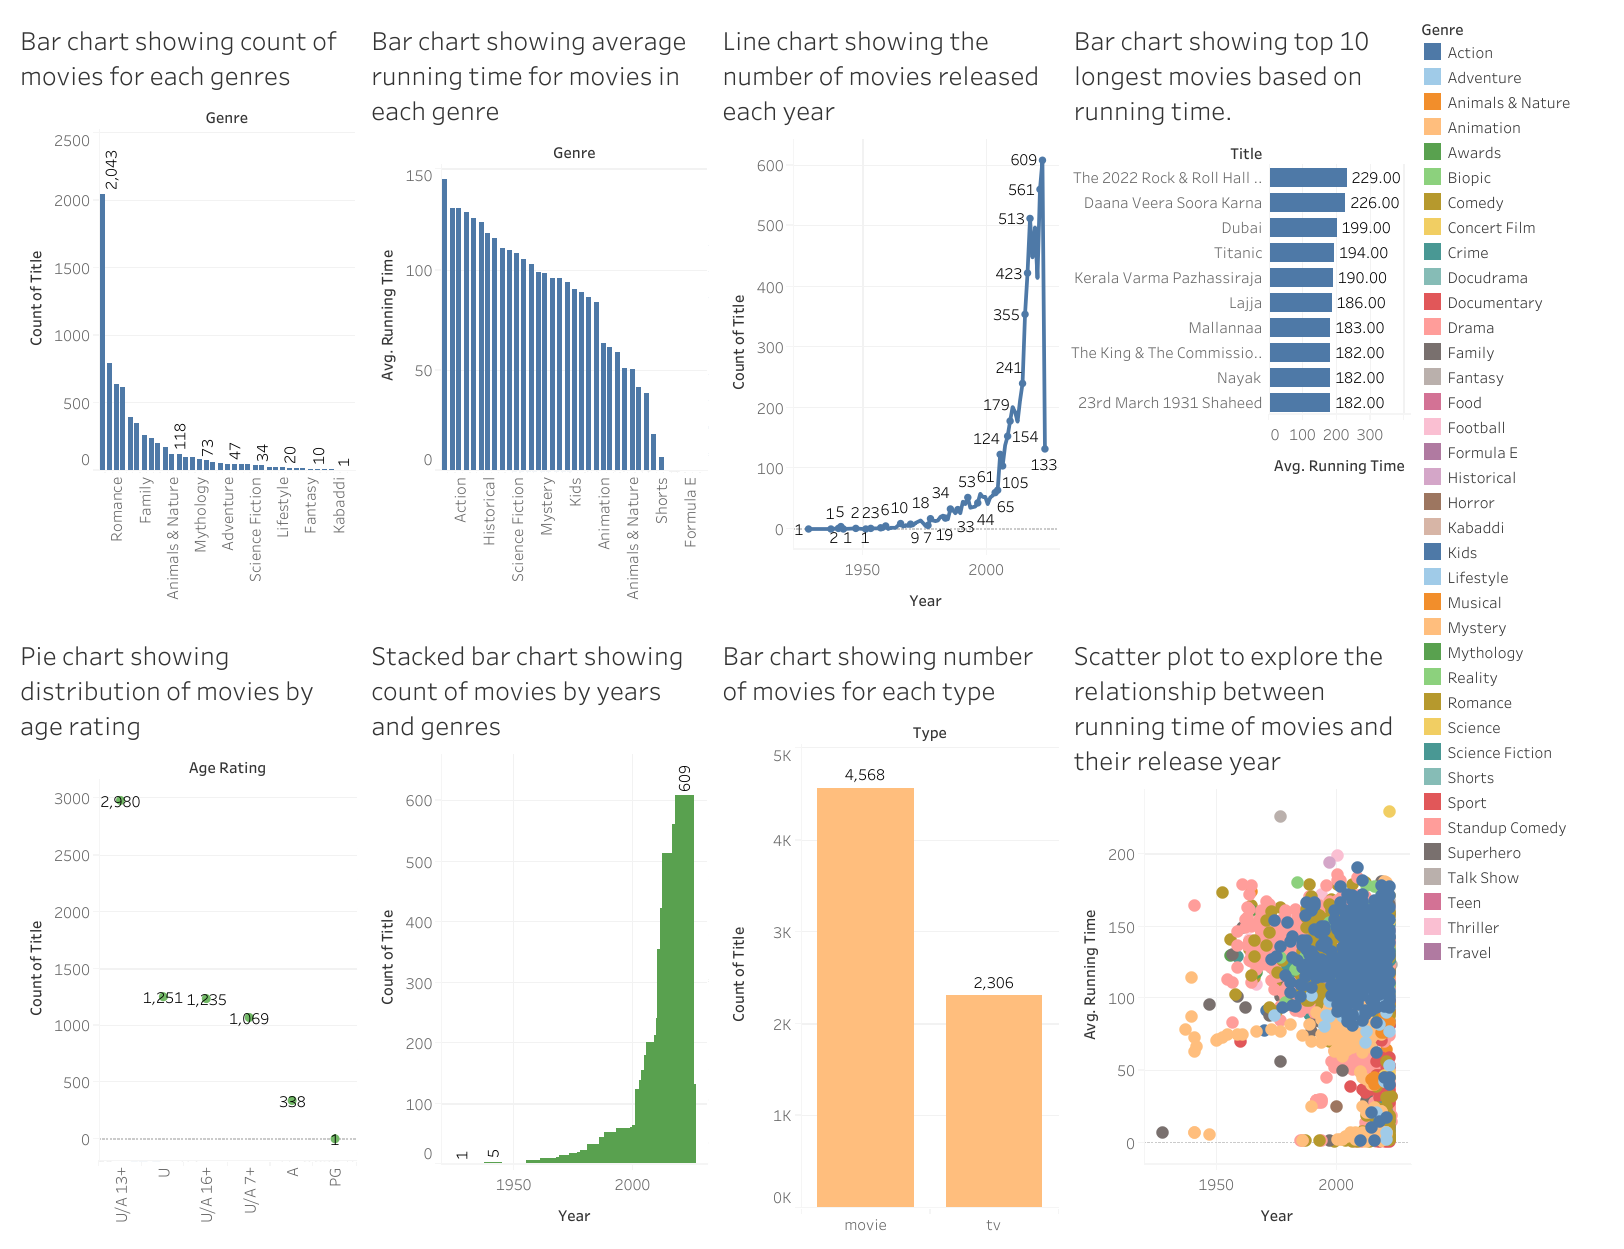 Bar chart showing count of
movies for each genres
Genre
Count of Title
2500
2000
1500
1000
500
0
2,043
118
73
47
34
20
10
1
Romance
Family
Animals & Nature
Mythology
Adventure
Science Fiction
Lifestyle
Fantasy
Kabaddi
Bar chart showing average
running time for movies in
each genre
Genre
Avg. Running Time
150
100
50
0
Action
Historical
Science Fiction
Mystery
Kids
Animation
Animals & Nature
Shorts
Formula E
Line chart showing the
number of movies released
each year
Count of Title
600
500
400
300
200
100
0
609
561
513
423
355
241
179
124
154
105
133
53
61
65
44
33
34
19
18
7
9
10
6
23
1
2
1
15
2
1
1950
2000
Year
Bar chart showing top 10
longest movies based on
running time.
Title
The 2022 Rock & Roll Hall .. 229.00
Daana Veera Soora Karna 226.00
Dubai 199.00
Titanic 194.00
Kerala Varma Pazhassiraja 190.00
Lajja 186.00
Mallannaa 183.00
The King & The Commissio.. 182.00
Nayak 182.00
23rd March 1931 Shaheed 182.00
0 100 200 300
Avg. Running Time
Genre
Action
Adventure
Animals & Nature
Animation
Awards
Biopic
Comedy
Concert Film
Crime
Docudrama
Documentary
Drama
Family
Fantasy
Food
Football
Formula E
Historical
Horror
Kabaddi
Kids
Lifestyle
Musical
Mystery
Mythology
Reality
Romance
Science
Science Fiction
Shorts
Sport
Standup Comedy
Superhero
Talk Show
Teen
Thriller
Travel
Pie chart showing
distribution of movies by
age rating
Age Rating
Count of Title
3000
2500
2000
1500
1000
500
0
2,980
1,251
1,235
1,069
338
1
U/A 13+
U
U/A 16+
U/A 7+
A
PG
Stacked bar chart showing
count of movies by years
and genres
Count of Title
600
500
400
300
200
100
0
1
5
609
1950
2000
Year
Bar chart showing number
of movies for each type
Type
Count of Title
5K
4K
3K
2K
1K
0K
4,568
2,306
movie
tv
Scatter plot to explore the
relationship between
running time of movies and
their release year
Avg. Running Time
200
150
100
50
0
1950
2000
Year